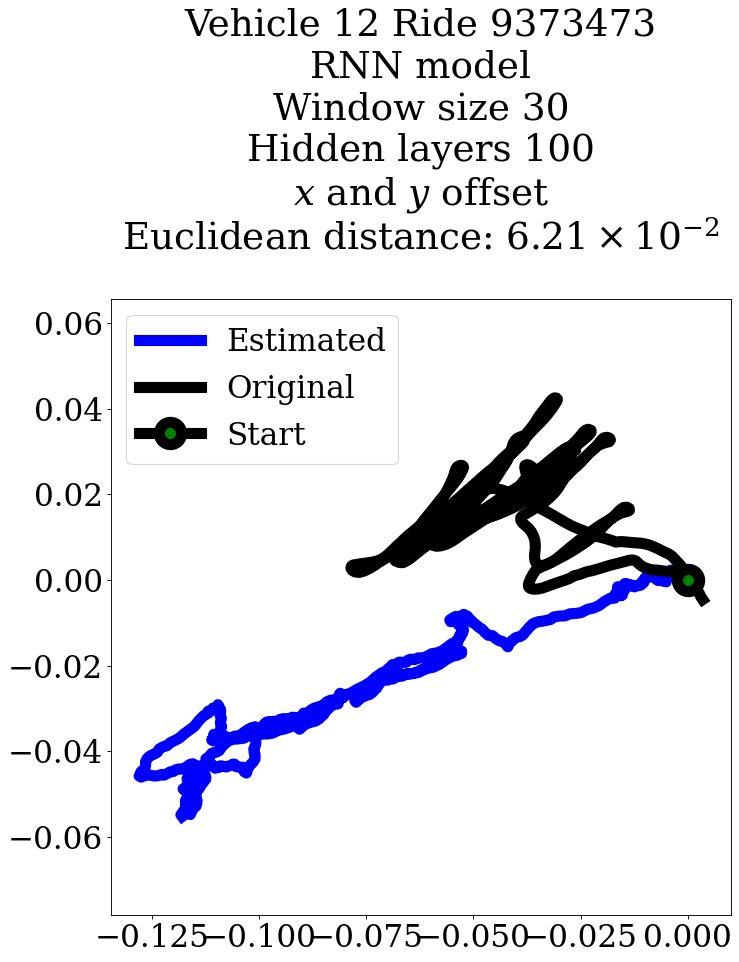 Vehicle 12 Ride 9373473
RNN model
Window size 30
Hidden layers 100
x and y offset
Euclidean distance: 6.21 × 10⁻²
Estimated
Original
Start
0.06
0.04
0.02
0.00
−0.02
−0.04
−0.06
−0.125 −0.100 −0.075 −0.050 −0.025 0.000